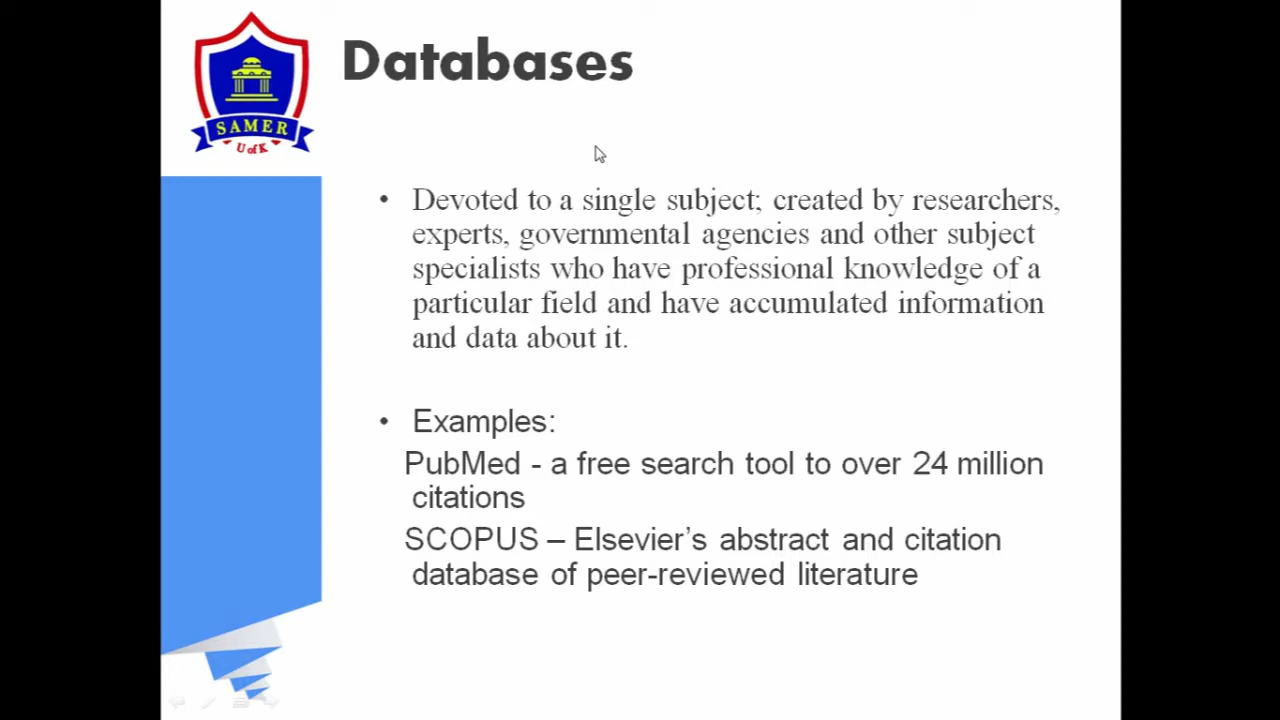 Databases
SAMER
U of K
• Devoted to a single subject; created by researchers,
experts, governmental agencies and other subject
specialists who have professional knowledge of a
particular field and have accumulated information
and data about it.
• Examples:
PubMed - a free search tool to over 24 million
citations
SCOPUS – Elsevier’s abstract and citation
database of peer-reviewed literature